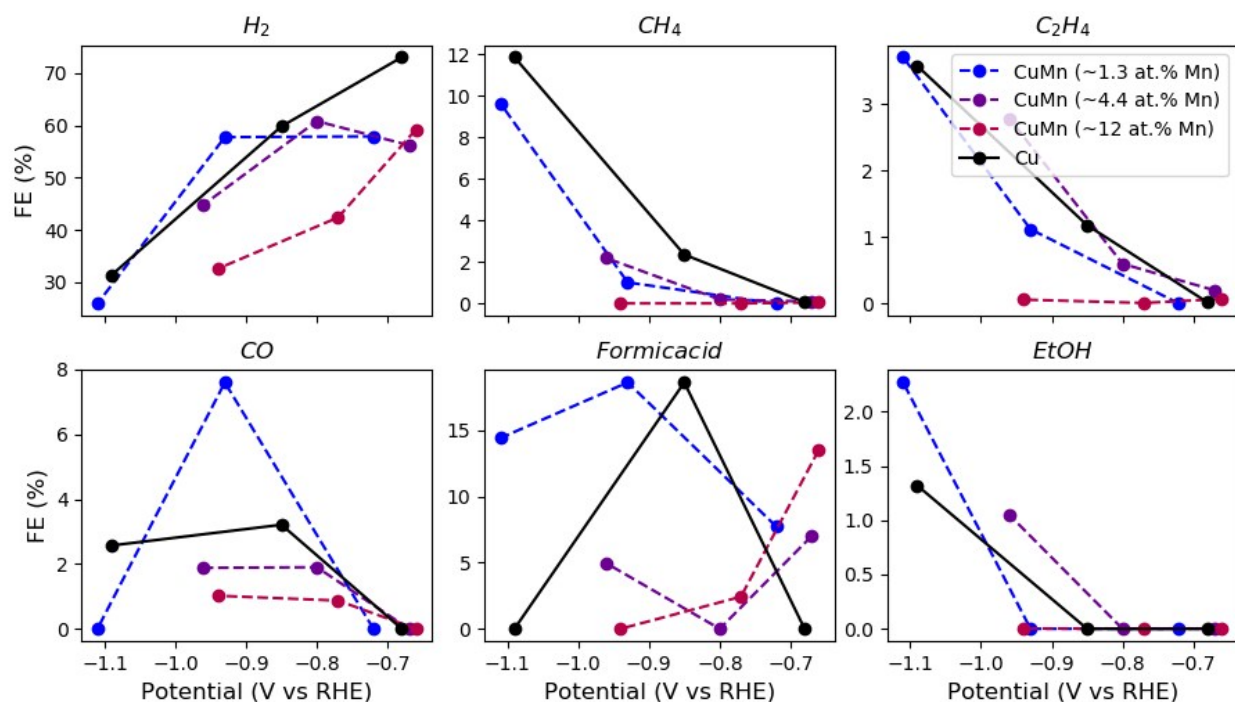 H₂
CH₄
C₂H₄
70
60
50
40
30
FE (%)
12
10
8
6
4
2
0
3
2
1
0
CuMn (~1.3 at.% Mn)
CuMn (~4.4 at.% Mn)
CuMn (~12 at.% Mn)
Cu
CO
Formicacid
EtOH
8
6
4
2
0
FE (%)
15
10
5
0
2.0
1.5
1.0
0.5
0.0
−1.1 −1.0 −0.9 −0.8 −0.7
−1.1 −1.0 −0.9 −0.8 −0.7
−1.1 −1.0 −0.9 −0.8 −0.7
Potential (V vs RHE)
Potential (V vs RHE)
Potential (V vs RHE)